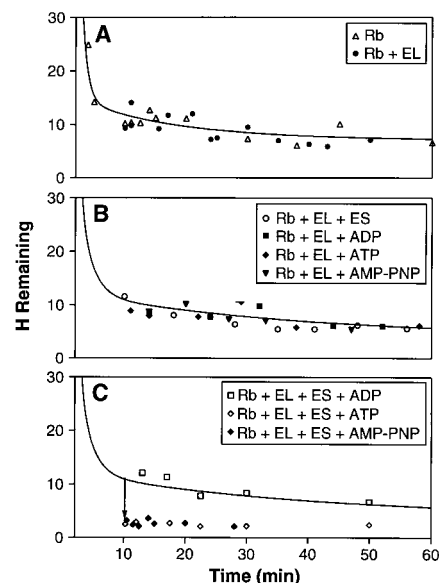 30
A
△ Rb
● Rb + EL
20
10
0
30
B
○ Rb + EL + ES
■ Rb + EL + ADP
◆ Rb + EL + ATP
▼ Rb + EL + AMP-PNP
20
10
0
H Remaining
30
C
□ Rb + EL + ES + ADP
◇ Rb + EL + ES + ATP
◆ Rb + EL + ES + AMP-PNP
20
10
0
10 20 30 40 50 60
Time (min)